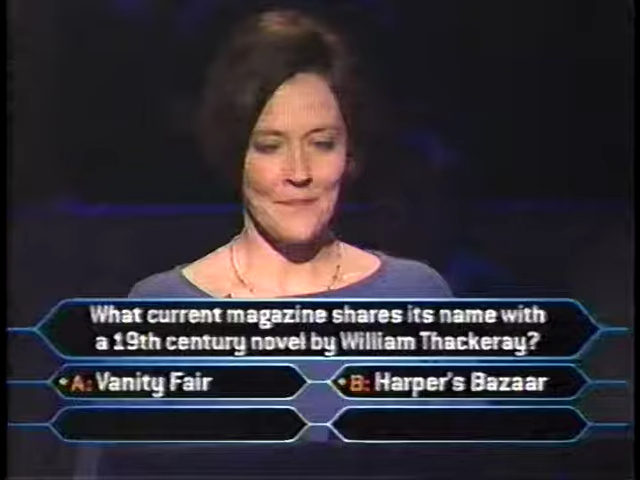 What current magazine shares its name with
a 19th century novel by William Thackeray?
A: Vanity Fair
B: Harper's Bazaar